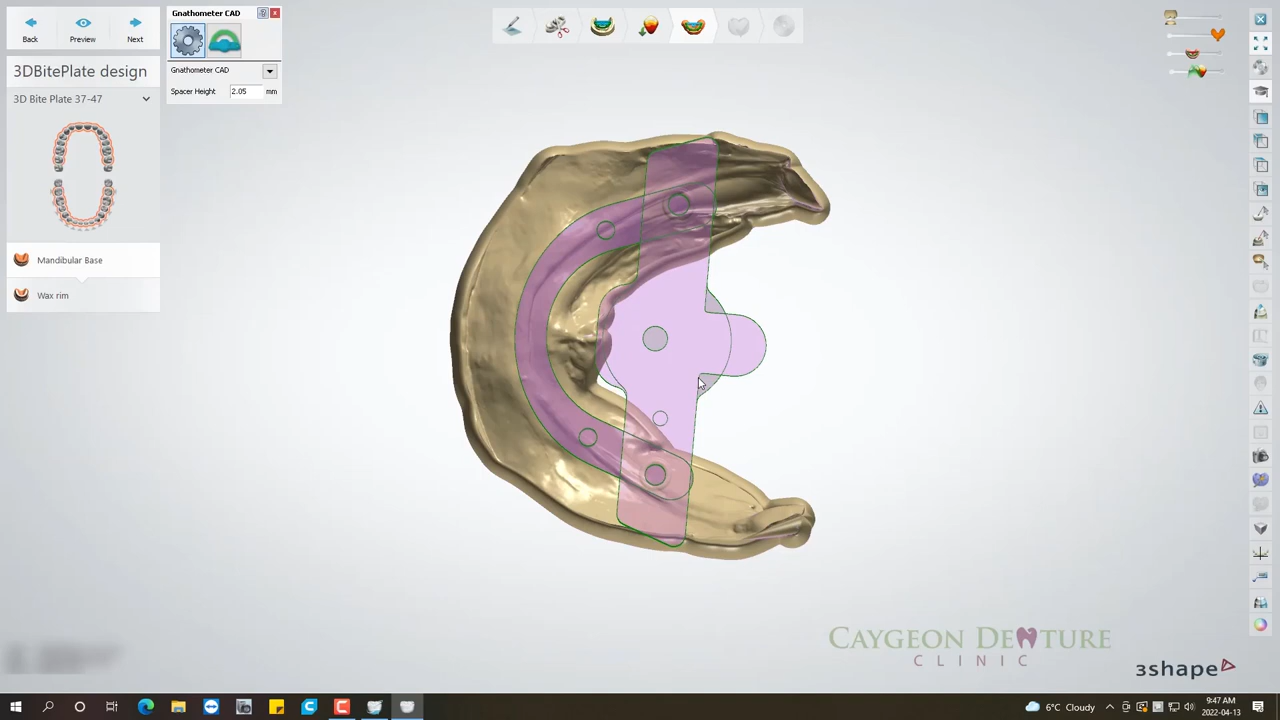 Back
Preview
Next
3DBitePlate design
3D Bite Plate 37-47
Mandibular Base
Wax rim
Gnathometer CAD
Gnathometer CAD
Spacer Height 2.05 mm
CAYGEON DENTURE
CLINIC
3shape
6°C Cloudy
9:47 AM
2022-04-13